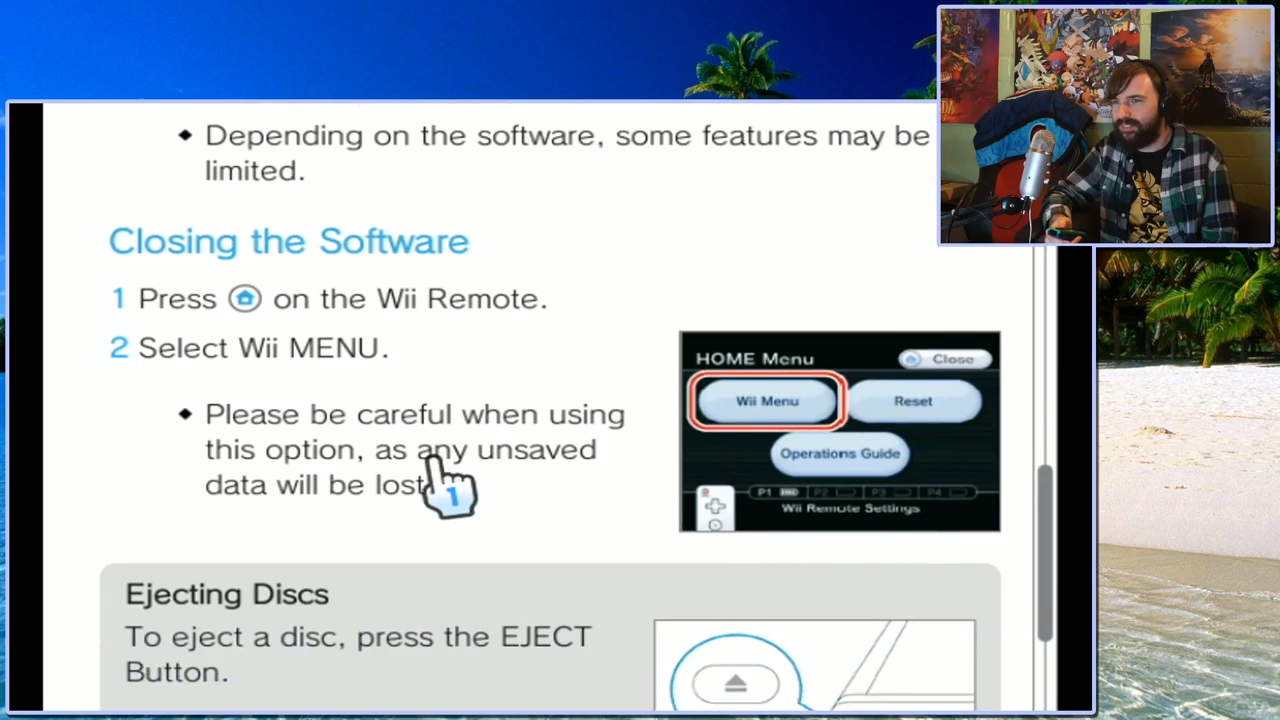 ◆ Depending on the software, some features may be
limited.
Closing the Software
1 Press on the Wii Remote.
2 Select Wii MENU.
◆ Please be careful when using
this option, as any unsaved
data will be lost
1
HOME Menu
Close
Wii Menu
Reset
Operations Guide
P1 P2 P3 P4
Wii Remote Settings
Ejecting Discs
To eject a disc, press the EJECT
Button.